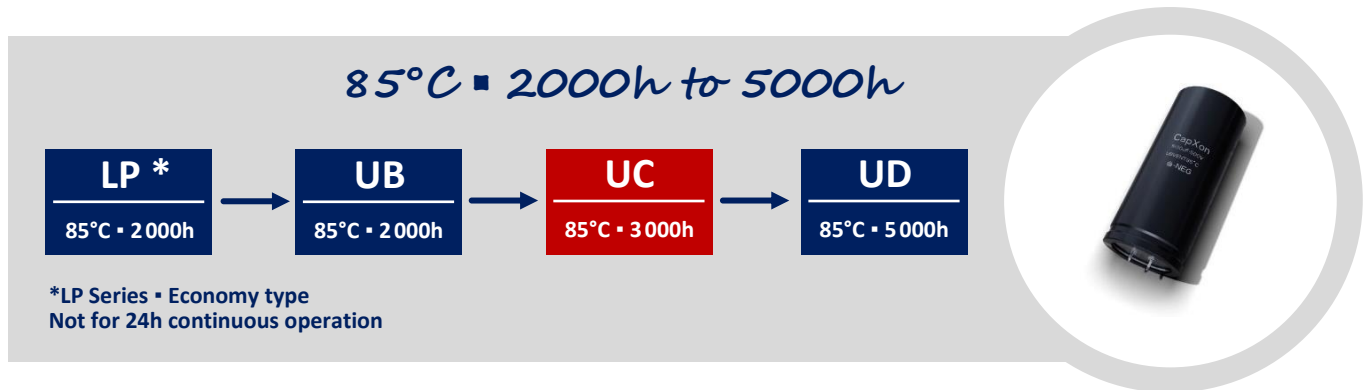 85°C ▪ 2000h to 5000h
LP *
85°C ▪ 2000h
UB
85°C ▪ 2000h
UC
85°C ▪ 3000h
UD
85°C ▪ 5000h
*LP Series ▪ Economy type
Not for 24h continuous operation
CapXon
-NEG